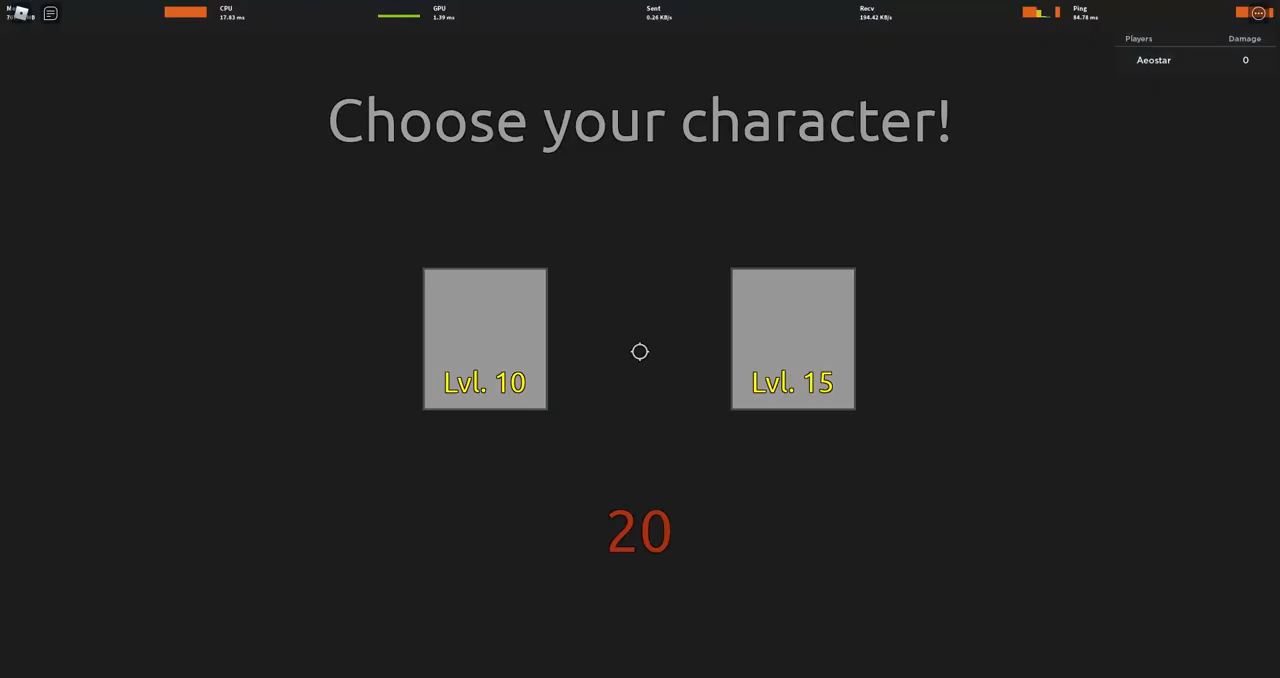 CPU
17.83 ms
GPU
1.39 ms
Sent
0.26 KB/s
Recv
194.42 KB/s
Ping
84.78 ms
Players Damage
Aeostar 0
Choose your character!
Lvl. 10
Lvl. 15
20